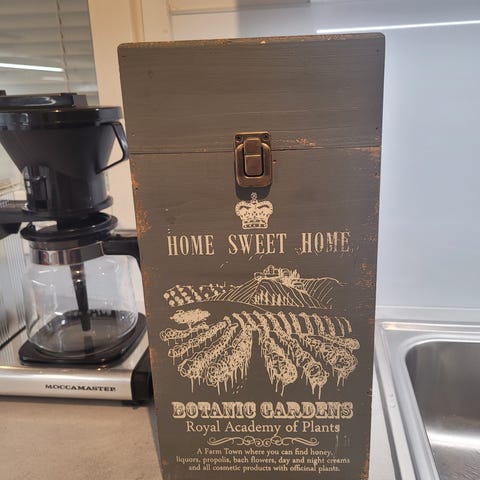 HOME SWEET HOME
MOCCAMASTER
BOTANIC GARDENS
Royal Academy of Plants
A Farm Town where you can find honey,
liquors, propolis, bach flowers, day and night creams
and all cosmetic products with officinal plants.